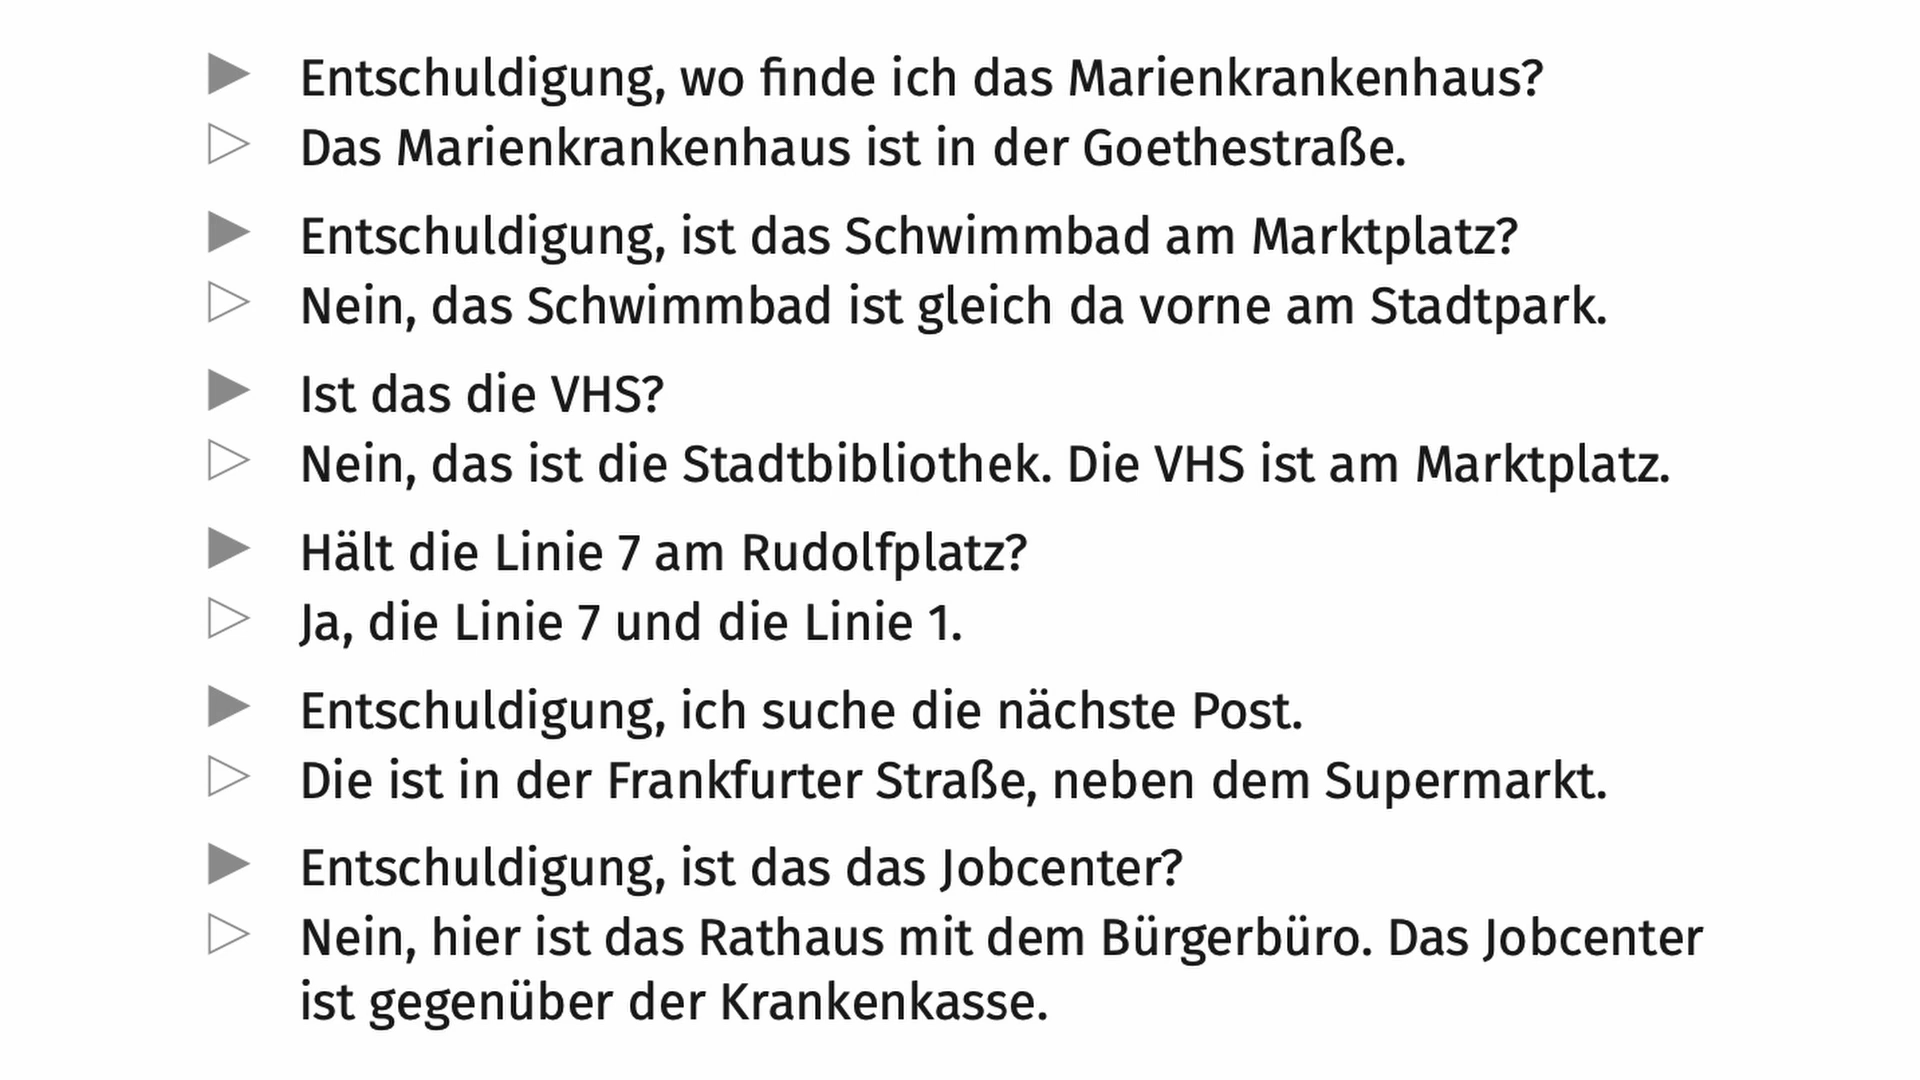 Entschuldigung, wo finde ich das Marienkrankenhaus?
Das Marienkrankenhaus ist in der Goethestraße.
Entschuldigung, ist das Schwimmbad am Marktplatz?
Nein, das Schwimmbad ist gleich da vorne am Stadtpark.
Ist das die VHS?
Nein, das ist die Stadtbibliothek. Die VHS ist am Marktplatz.
Hält die Linie 7 am Rudolfplatz?
Ja, die Linie 7 und die Linie 1.
Entschuldigung, ich suche die nächste Post.
Die ist in der Frankfurter Straße, neben dem Supermarkt.
Entschuldigung, ist das das Jobcenter?
Nein, hier ist das Rathaus mit dem Bürgerbüro. Das Jobcenter
ist gegenüber der Krankenkasse.